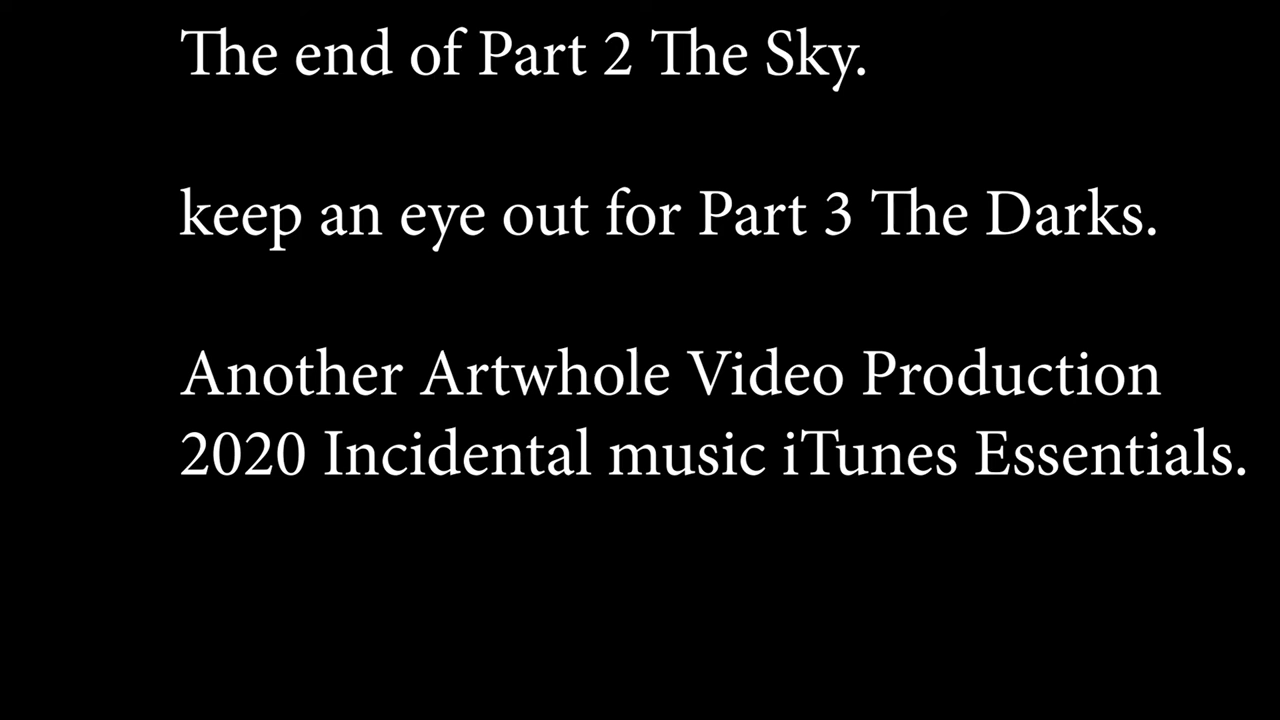 The end of Part 2 The Sky.
keep an eye out for Part 3 The Darks.
Another Artwhole Video Production
2020 Incidental music iTunes Essentials.